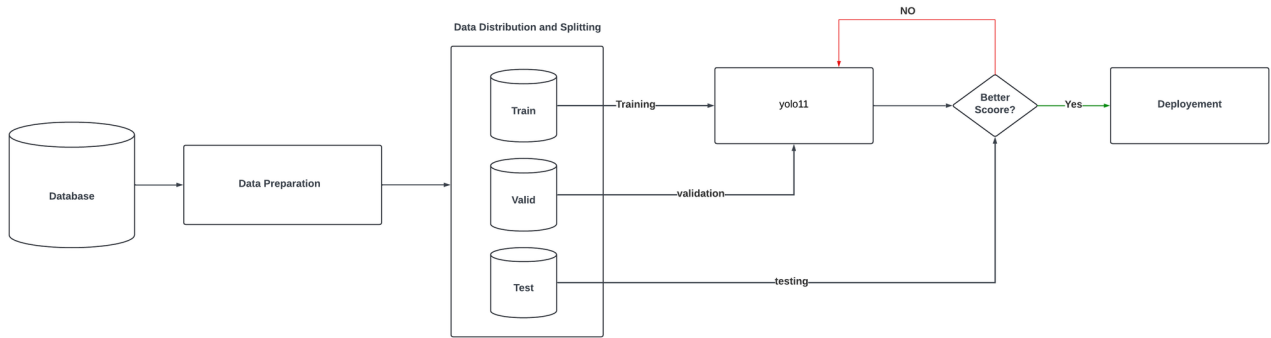 Data Distribution and Splitting
Database
Data Preparation
Train
Valid
Test
Training
validation
testing
yolo11
NO
Better
Scoore?
Yes
Deployement